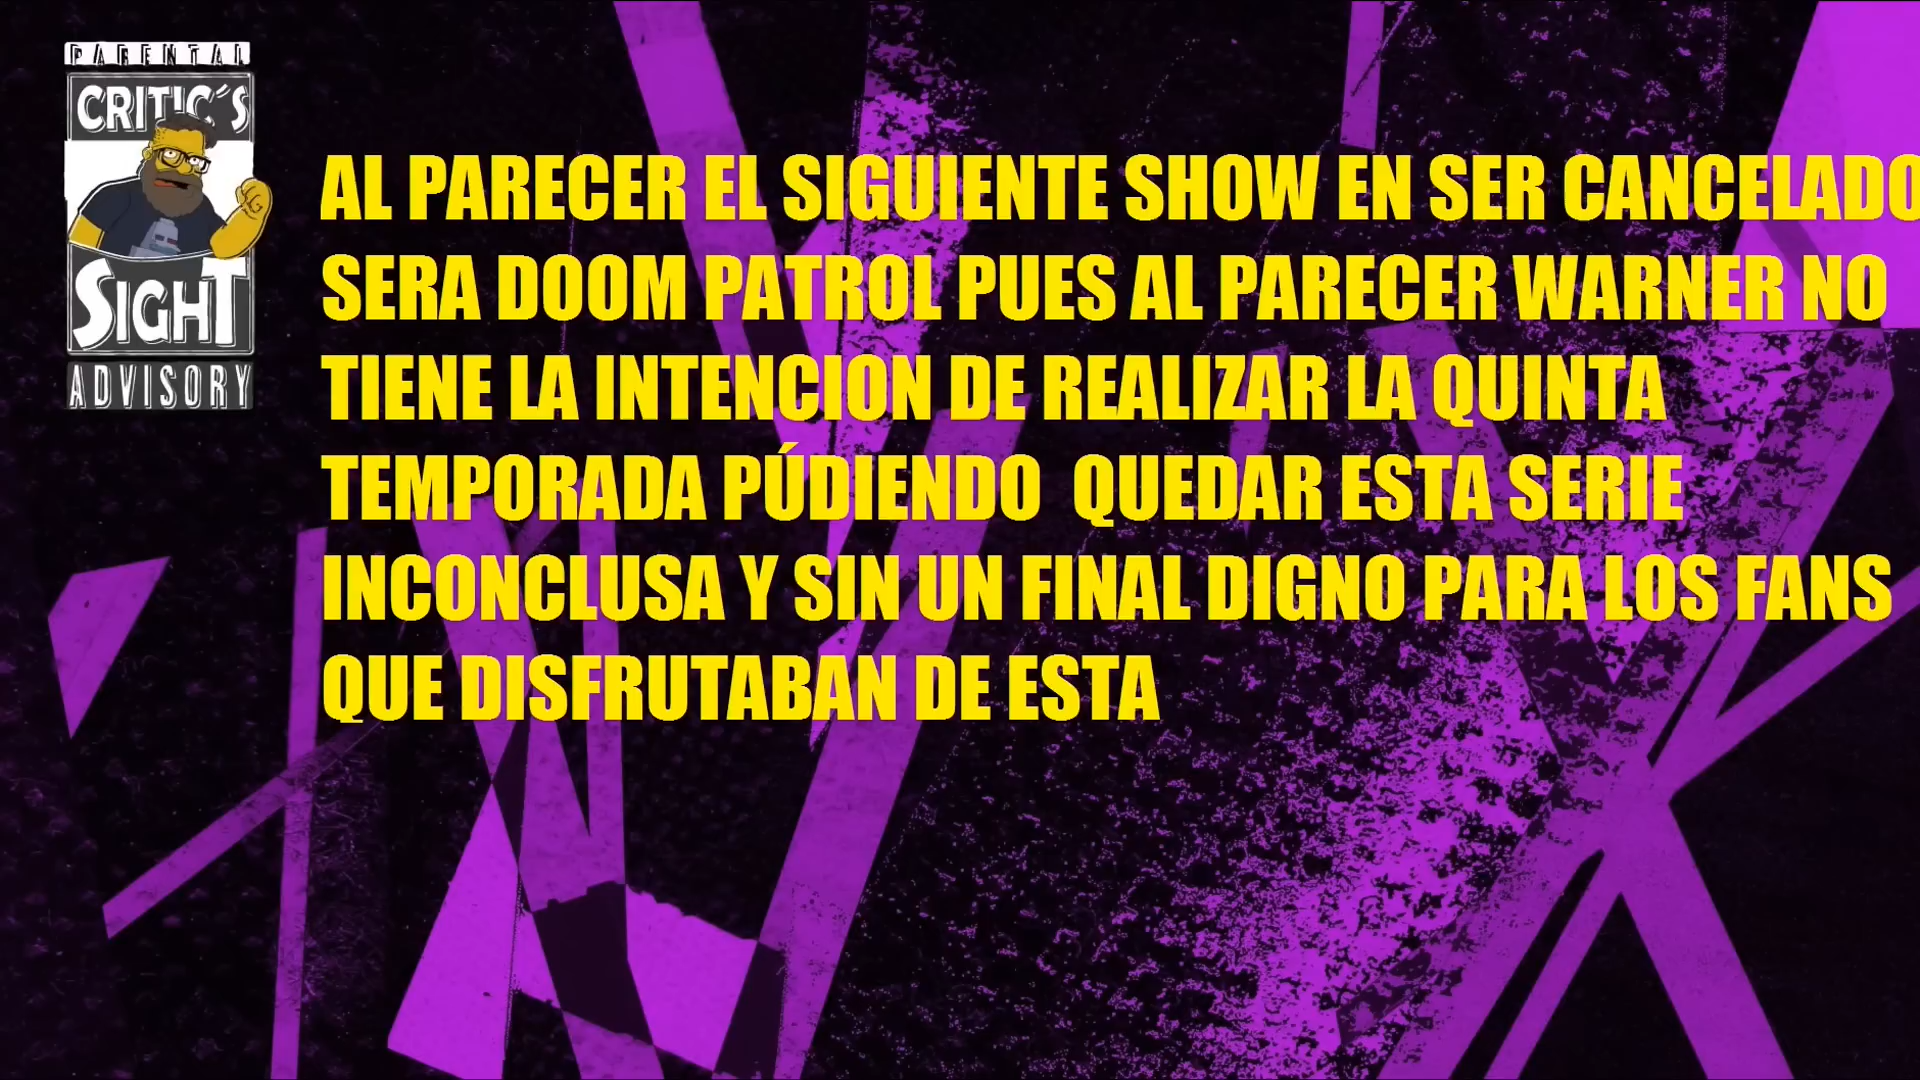 PARENTAL
CRITIC´S
SIGHT
ADVISORY
AL PARECER EL SIGUIENTE SHOW EN SER CANCELADO
SERA DOOM PATROL PUES AL PARECER WARNER NO
TIENE LA INTENCION DE REALIZAR LA QUINTA
TEMPORADA PÚDIENDO  QUEDAR ESTA SERIE
INCONCLUSA Y SIN UN FINAL DIGNO PARA LOS FANS
QUE DISFRUTABAN DE ESTA